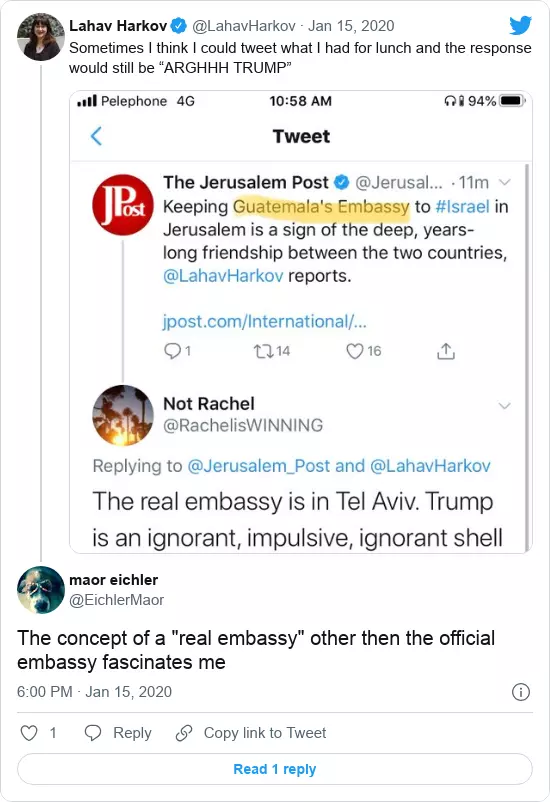 Lahav Harkov @LahavHarkov · Jan 15, 2020
Sometimes I think I could tweet what I had for lunch and the response
would still be “ARGHHH TRUMP”
Pelephone 4G 10:58 AM 94%
Tweet
JPost
The Jerusalem Post @Jerusal... · 11m
Keeping Guatemala's Embassy to #Israel in
Jerusalem is a sign of the deep, years-
long friendship between the two countries,
@LahavHarkov reports.
jpost.com/International/...
1 14 16
Not Rachel
@RachelisWINNING
Replying to @Jerusalem_Post and @LahavHarkov
The real embassy is in Tel Aviv. Trump
is an ignorant, impulsive, ignorant shell
maor eichler
@EichlerMaor
The concept of a "real embassy" other then the official
embassy fascinates me
6:00 PM · Jan 15, 2020
1 Reply Copy link to Tweet
Read 1 reply